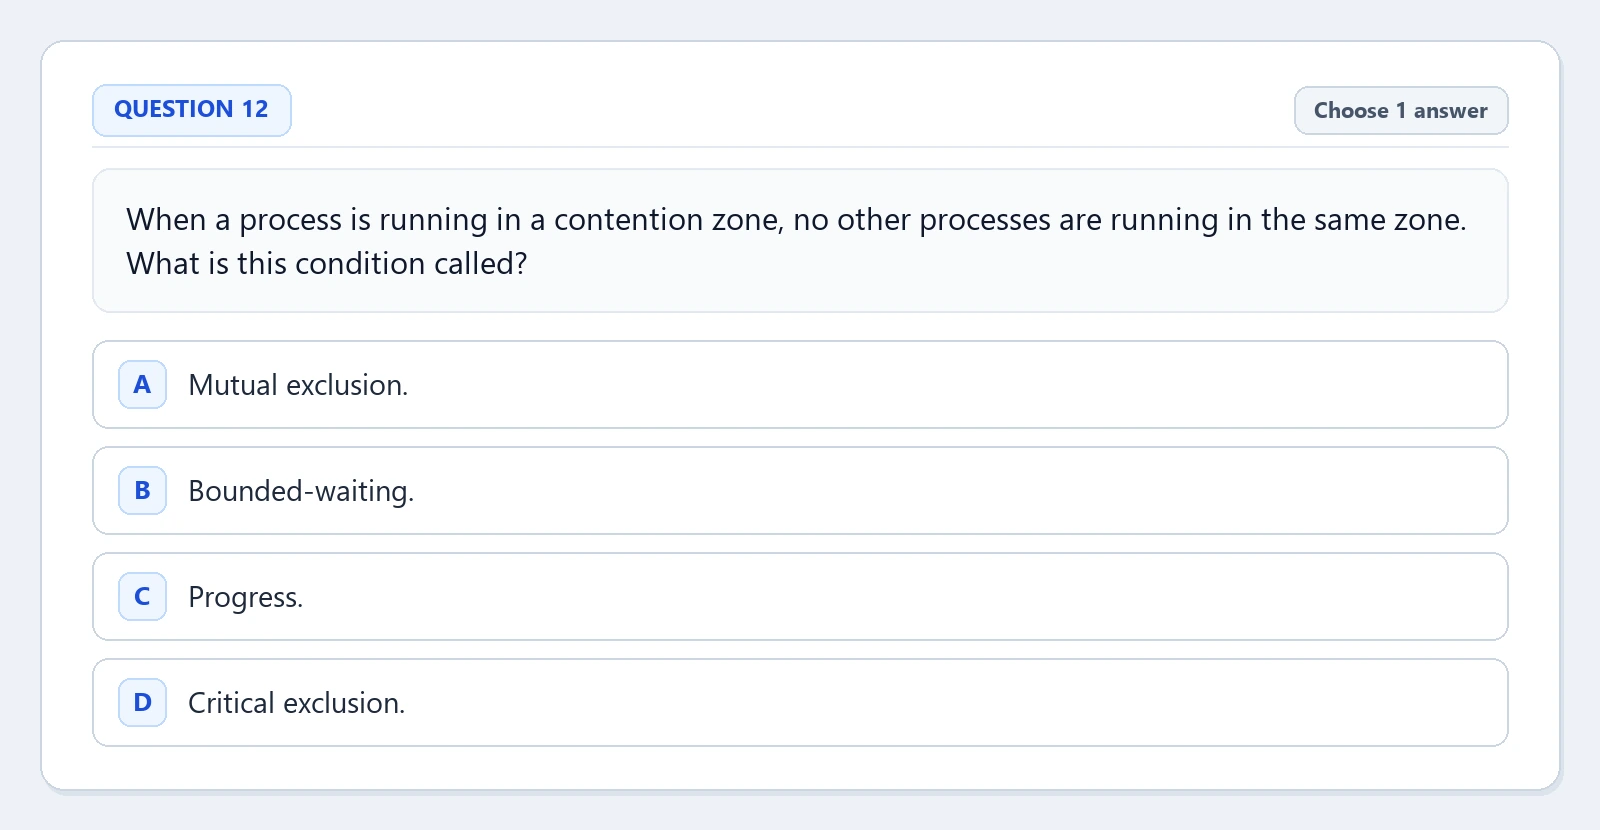 QUESTION 12
Choose 1 answer
When a process is running in a contention zone, no other processes are running in the same zone.
What is this condition called?
A Mutual exclusion.
B Bounded-waiting.
C Progress.
D Critical exclusion.